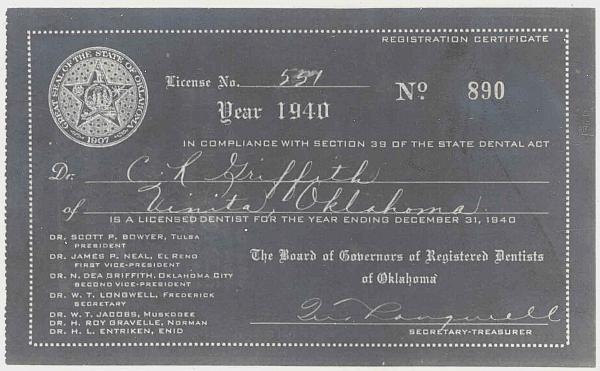 REGISTRATION CERTIFICATE
GREAT SEAL OF THE STATE OF OKLAHOMA
1907
License No. 551
No 890
Year 1940
IN COMPLIANCE WITH SECTION 39 OF THE STATE DENTAL ACT
Dr. C. R. Griffith
of Vinita, Oklahoma.
IS A LICENSED DENTIST FOR THE YEAR ENDING DECEMBER 31, 1940
DR. SCOTT P. BOWYER, TULSA
PRESIDENT
DR. JAMES P. NEAL, EL RENO
FIRST VICE-PRESIDENT
DR. N. DEA GRIFFITH, OKLAHOMA CITY
SECOND VICE-PRESIDENT
DR. W. T. LONGWELL, FREDERICK
SECRETARY
DR. W. T. JACOBS, MUSKOGEE
DR. H. ROY GRAVELLE, NORMAN
DR. H. L. ENTRIKEN, ENID
The Board of Governors of Registered Dentists
of Oklahoma
Longwell
SECRETARY-TREASURER